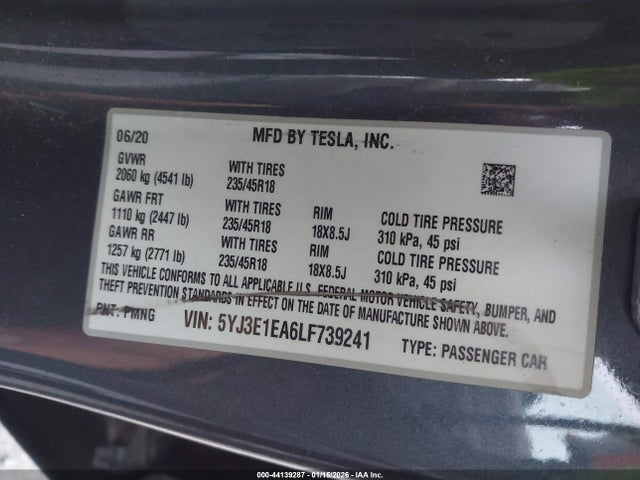 06/20 MFD BY TESLA, INC.
GVWR
2060 kg (4541 lb) WITH TIRES 235/45R18
GAWR FRT
1110 kg (2447 lb) WITH TIRES 235/45R18 RIM 18X8.5J COLD TIRE PRESSURE 310 kPa, 45 psi
GAWR RR
1257 kg (2771 lb) WITH TIRES 235/45R18 RIM 18X8.5J COLD TIRE PRESSURE 310 kPa, 45 psi
THIS VEHICLE CONFORMS TO ALL APPLICABLE U.S. FEDERAL MOTOR VEHICLE SAFETY, BUMPER, AND
THEFT PREVENTION STANDARDS IN EFFECT ON THE DATE OF MANUFACTURE SHOWN ABOVE.
PNT: PMNG VIN: 5YJ3E1EA6LF739241 TYPE: PASSENGER CAR
000-44139287 - 01/15/2026 - IAA Inc.